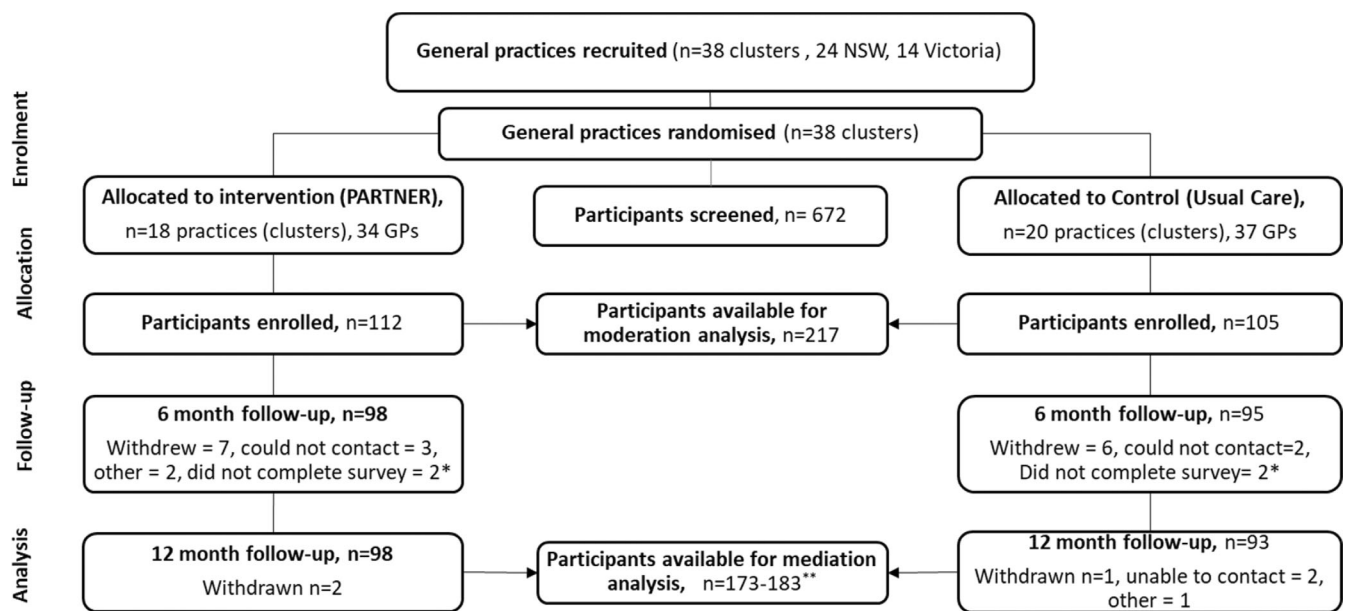 General practices recruited (n=38 clusters , 24 NSW, 14 Victoria)
Enrolment
General practices randomised (n=38 clusters)
Allocated to intervention (PARTNER),
n=18 practices (clusters), 34 GPs
Participants screened, n= 672
Allocated to Control (Usual Care),
n=20 practices (clusters), 37 GPs
Allocation
Participants enrolled, n=112
Participants available for
moderation analysis, n=217
Participants enrolled, n=105
Follow-up
6 month follow-up, n=98
Withdrew = 7, could not contact = 3,
other = 2, did not complete survey = 2*
6 month follow-up, n=95
Withdrew = 6, could not contact=2,
Did not complete survey= 2*
Analysis
12 month follow-up, n=98
Withdrawn n=2
Participants available for mediation
analysis, n=173-183**
12 month follow-up, n=93
Withdrawn n=1, unable to contact = 2,
other = 1